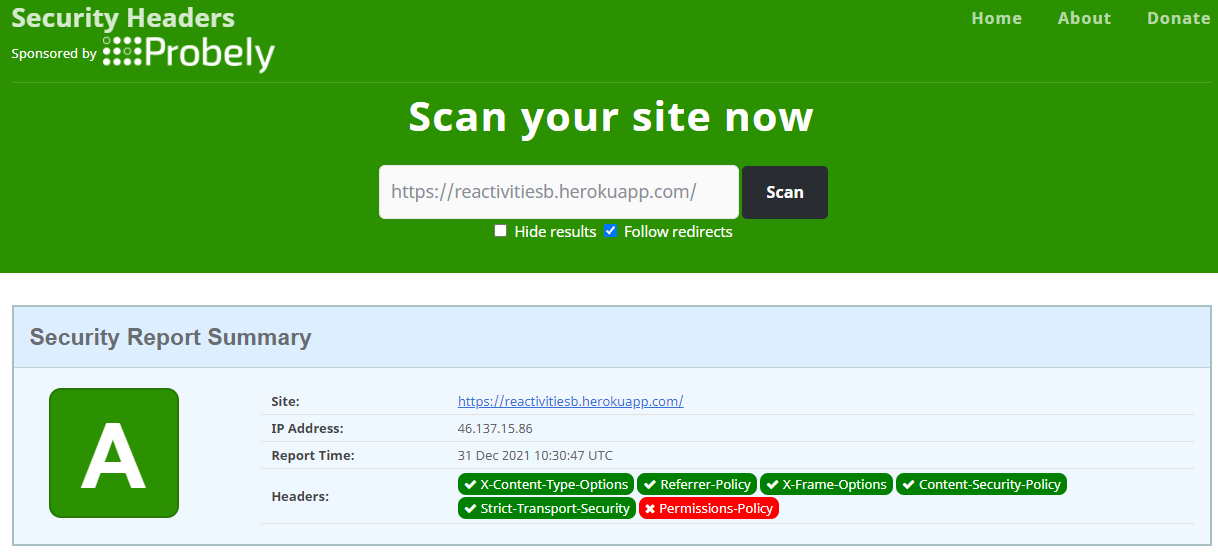 Security Headers
Home About Donate
Sponsored by Probely
Scan your site now
https://reactivitiesb.herokuapp.com/ Scan
Hide results Follow redirects
Security Report Summary
A
Site: https://reactivitiesb.herokuapp.com/
IP Address: 46.137.15.86
Report Time: 31 Dec 2021 10:30:47 UTC
Headers: X-Content-Type-Options Referrer-Policy X-Frame-Options Content-Security-Policy
Strict-Transport-Security Permissions-Policy